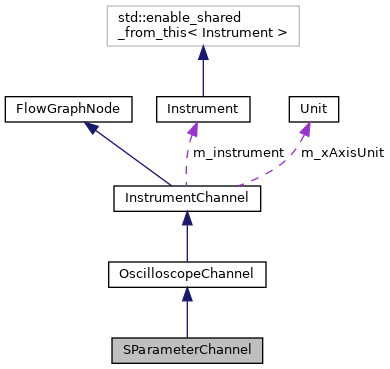 std::enable_shared
_from_this< Instrument >
FlowGraphNode
Instrument
Unit
m_instrument
m_xAxisUnit
InstrumentChannel
OscilloscopeChannel
SParameterChannel